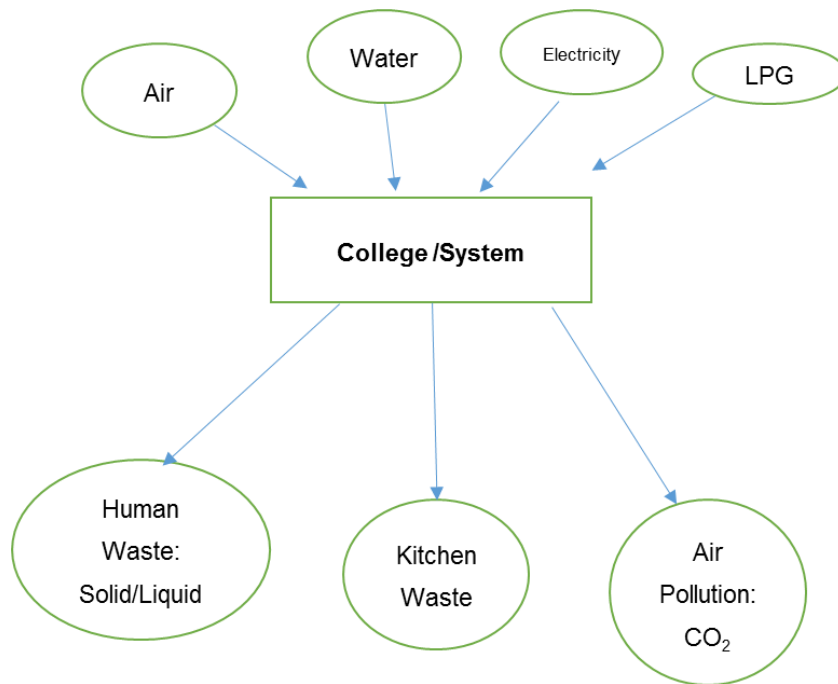 Air
Water
Electricity
LPG
College /System
Human
Waste:
Solid/Liquid
Kitchen
Waste
Air
Pollution:
CO₂